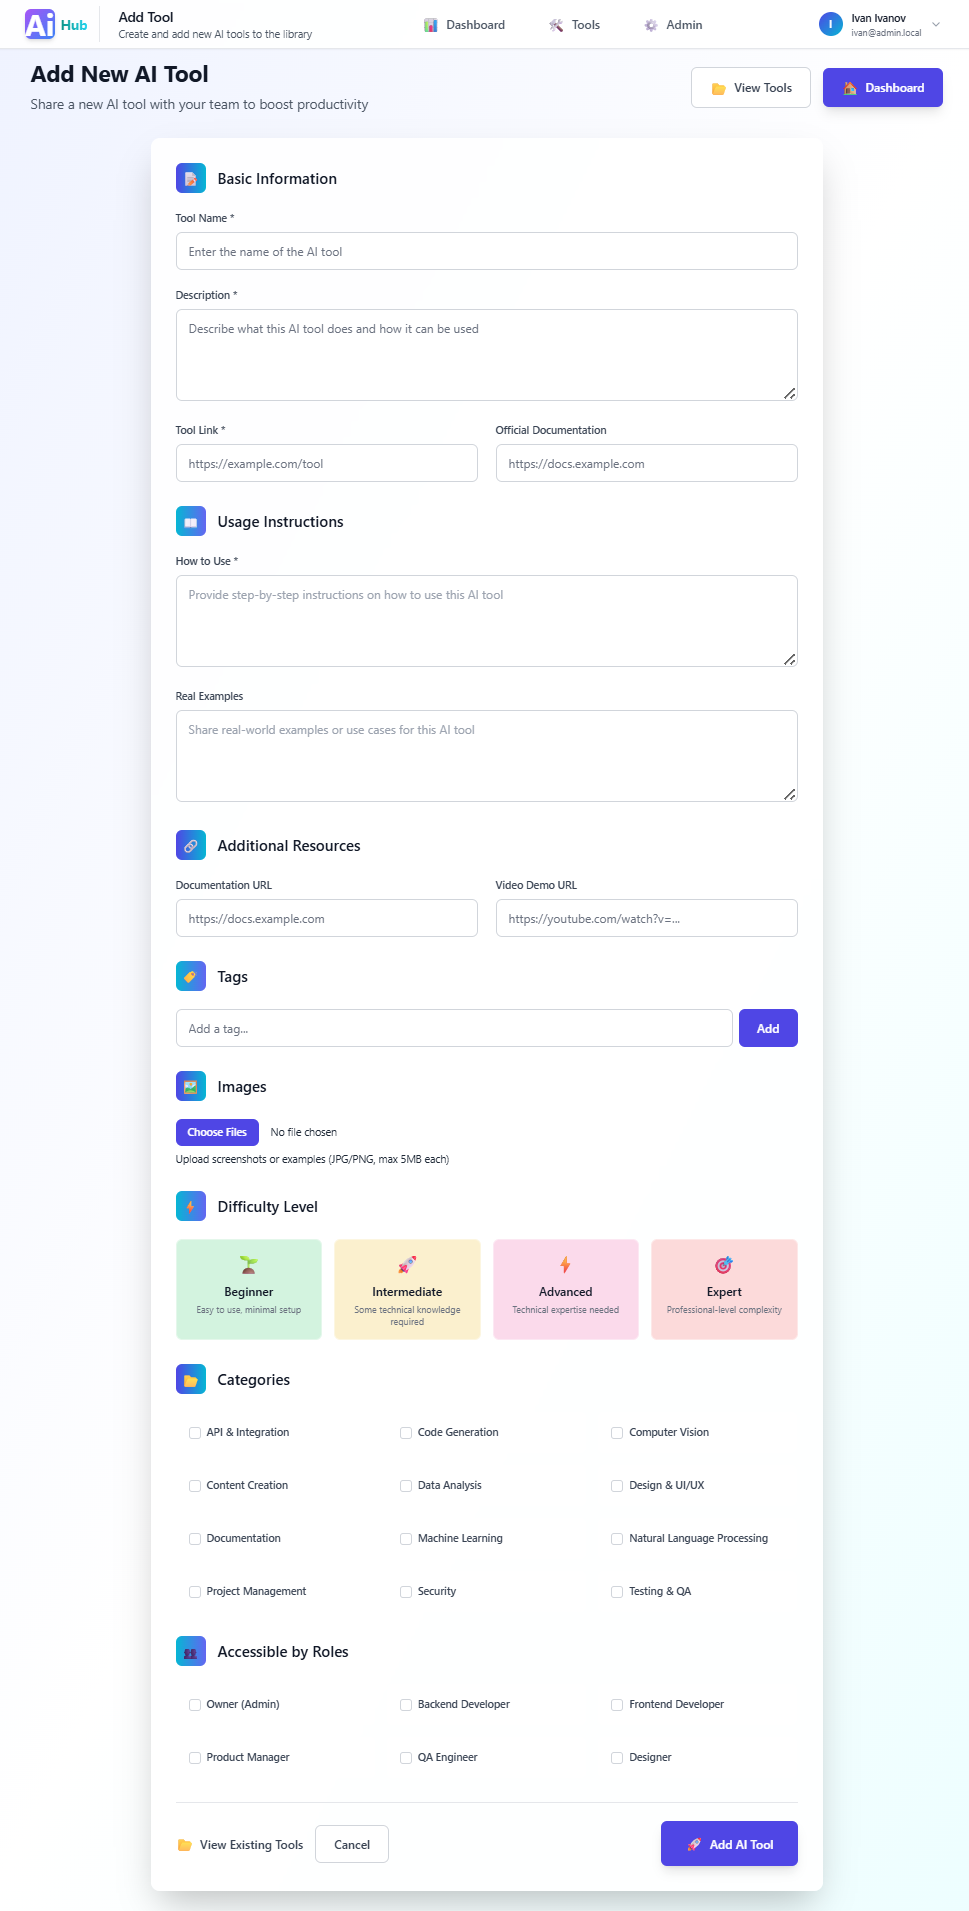 Ai Hub
Add Tool
Create and add new AI tools to the library
Dashboard
Tools
Admin
I
Ivan Ivanov
ivan@admin.local
Add New AI Tool
Share a new AI tool with your team to boost productivity
View Tools
Dashboard
Basic Information
Tool Name *
Enter the name of the AI tool
Description *
Describe what this AI tool does and how it can be used
Tool Link *
Official Documentation
https://example.com/tool
https://docs.example.com
Usage Instructions
How to Use *
Provide step-by-step instructions on how to use this AI tool
Real Examples
Share real-world examples or use cases for this AI tool
Additional Resources
Documentation URL
Video Demo URL
https://docs.example.com
https://youtube.com/watch?v=...
Tags
Add a tag...
Add
Images
Choose Files
No file chosen
Upload screenshots or examples (JPG/PNG, max 5MB each)
Difficulty Level
Beginner
Easy to use, minimal setup
Intermediate
Some technical knowledge
required
Advanced
Technical expertise needed
Expert
Professional-level complexity
Categories
API & Integration
Code Generation
Computer Vision
Content Creation
Data Analysis
Design & UI/UX
Documentation
Machine Learning
Natural Language Processing
Project Management
Security
Testing & QA
Accessible by Roles
Owner (Admin)
Backend Developer
Frontend Developer
Product Manager
QA Engineer
Designer
View Existing Tools
Cancel
Add AI Tool